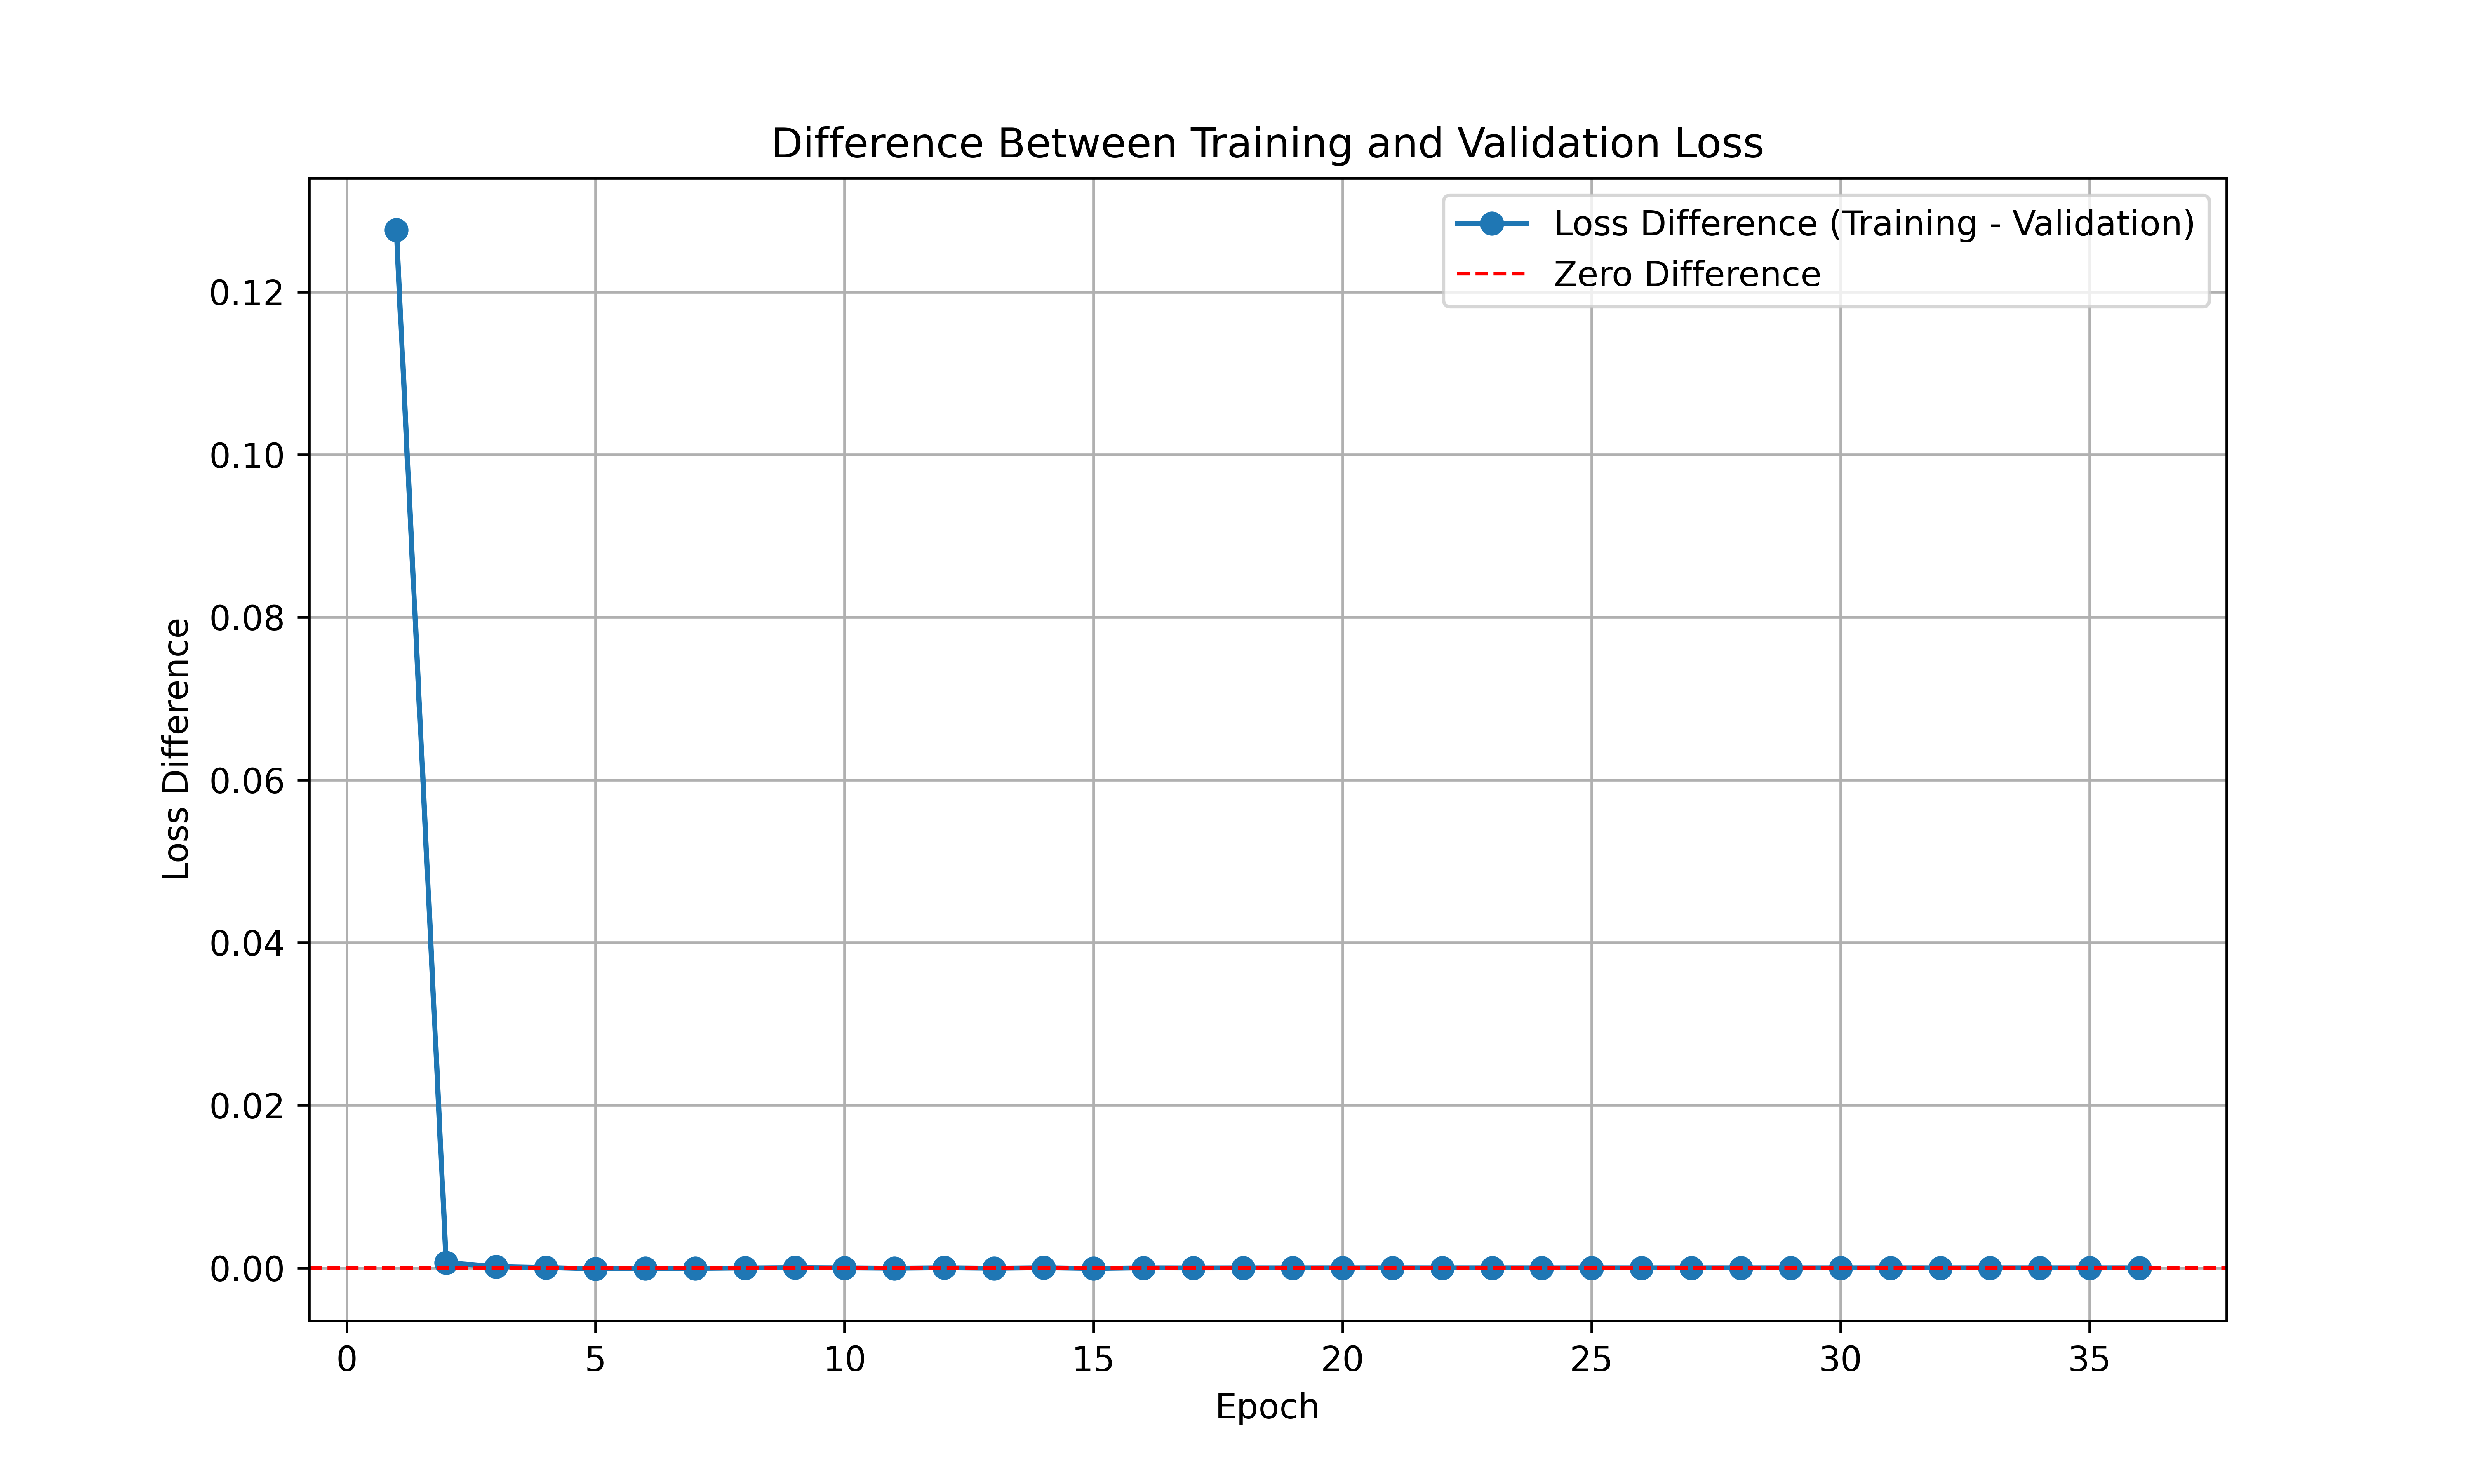 Difference Between Training and Validation Loss
Loss Difference (Training - Validation)
Zero Difference
0.12
0.10
0.08
0.06
0.04
0.02
0.00
Loss Difference
0 5 10 15 20 25 30 35
Epoch